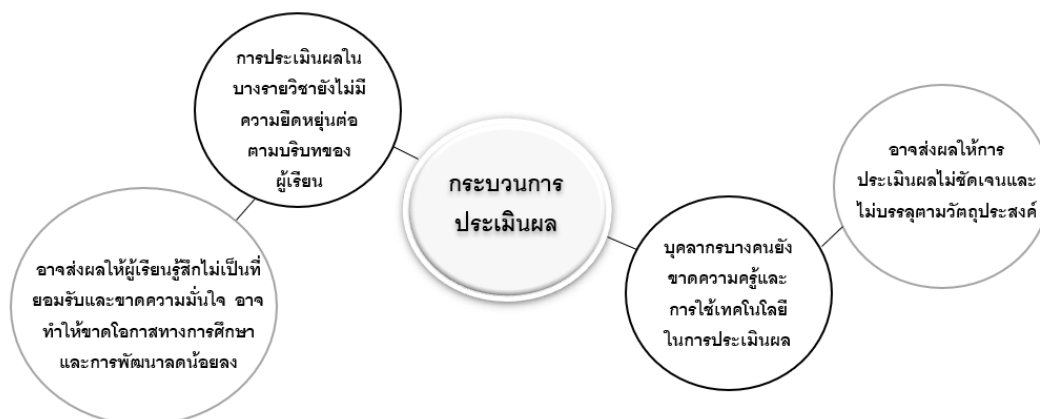 การประเมินผลใน
บางรายวิชายังไม่มี
ความยืดหยุ่นต่อ
ตามบริบทของ
ผู้เรียน
อาจส่งผลให้ผู้เรียนรู้สึกไม่เป็นที่
ยอมรับและขาดความมั่นใจ อาจ
ทำให้ขาดโอกาสทางการศึกษา
และการพัฒนาลดน้อยลง
กระบวนการ
ประเมินผล
บุคลากรบางคนยัง
ขาดความครู้และ
การใช้เทคโนโลยี
ในการประเมินผล
อาจส่งผลให้การ
ประเมินผลไม่ชัดเจนและ
ไม่บรรลุตามวัตถุประสงค์